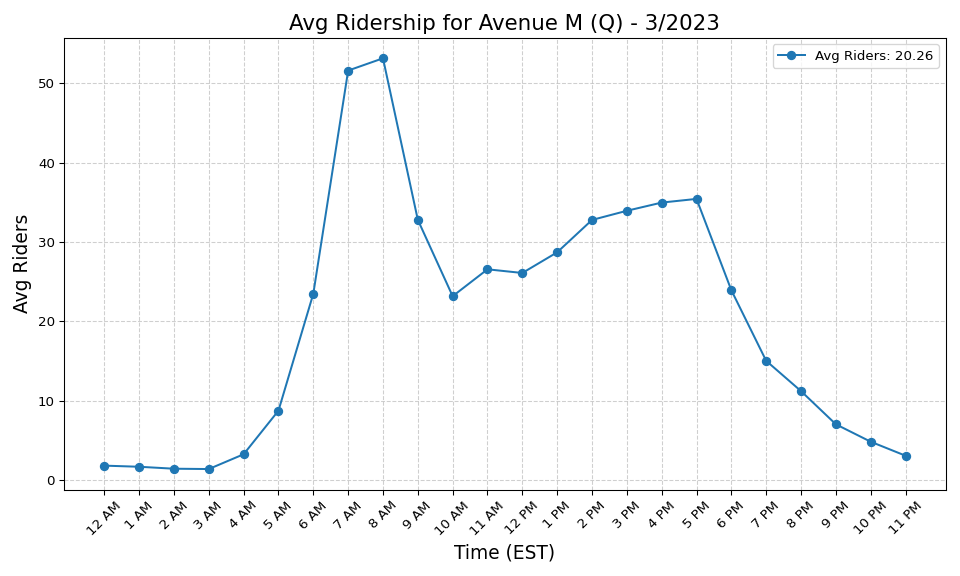 Avg Ridership for Avenue M (Q) - 3/2023
Avg Riders: 20.26
Avg Riders
50
40
30
20
10
0
12 AM 1 AM 2 AM 3 AM 4 AM 5 AM 6 AM 7 AM 8 AM 9 AM 10 AM 11 AM 12 PM 1 PM 2 PM 3 PM 4 PM 5 PM 6 PM 7 PM 8 PM 9 PM 10 PM 11 PM
Time (EST)